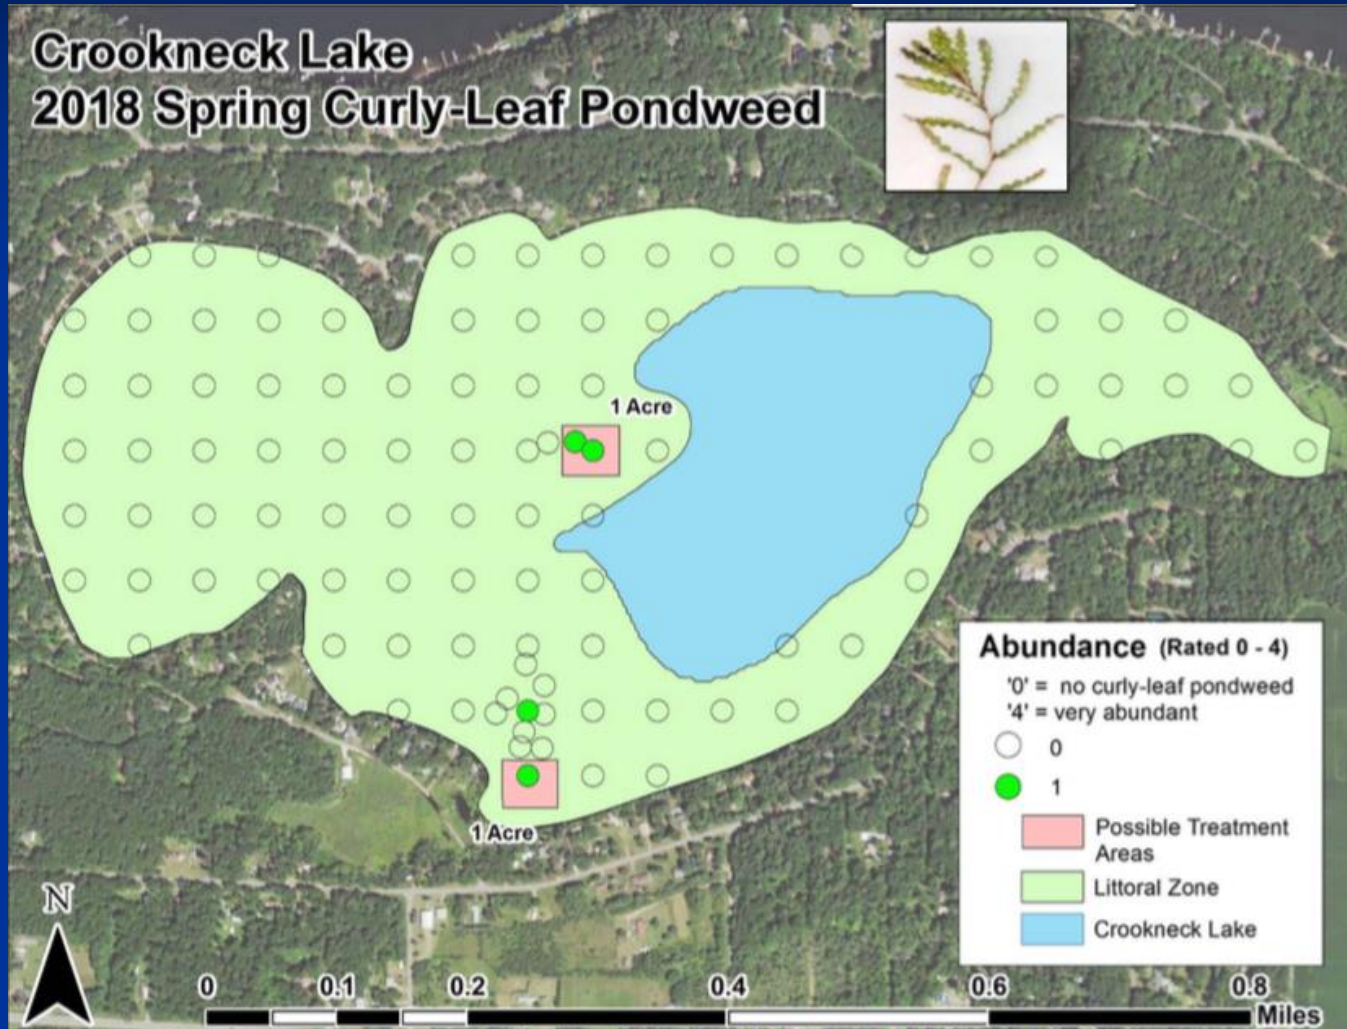 Crookneck Lake
2018 Spring Curly-Leaf Pondweed
1 Acre
1 Acre
Abundance (Rated 0 - 4)
'0' = no curly-leaf pondweed
'4' = very abundant
0
1
Possible Treatment
Areas
Littoral Zone
Crookneck Lake
N
0 0.1 0.2 0.4 0.6 0.8
Miles